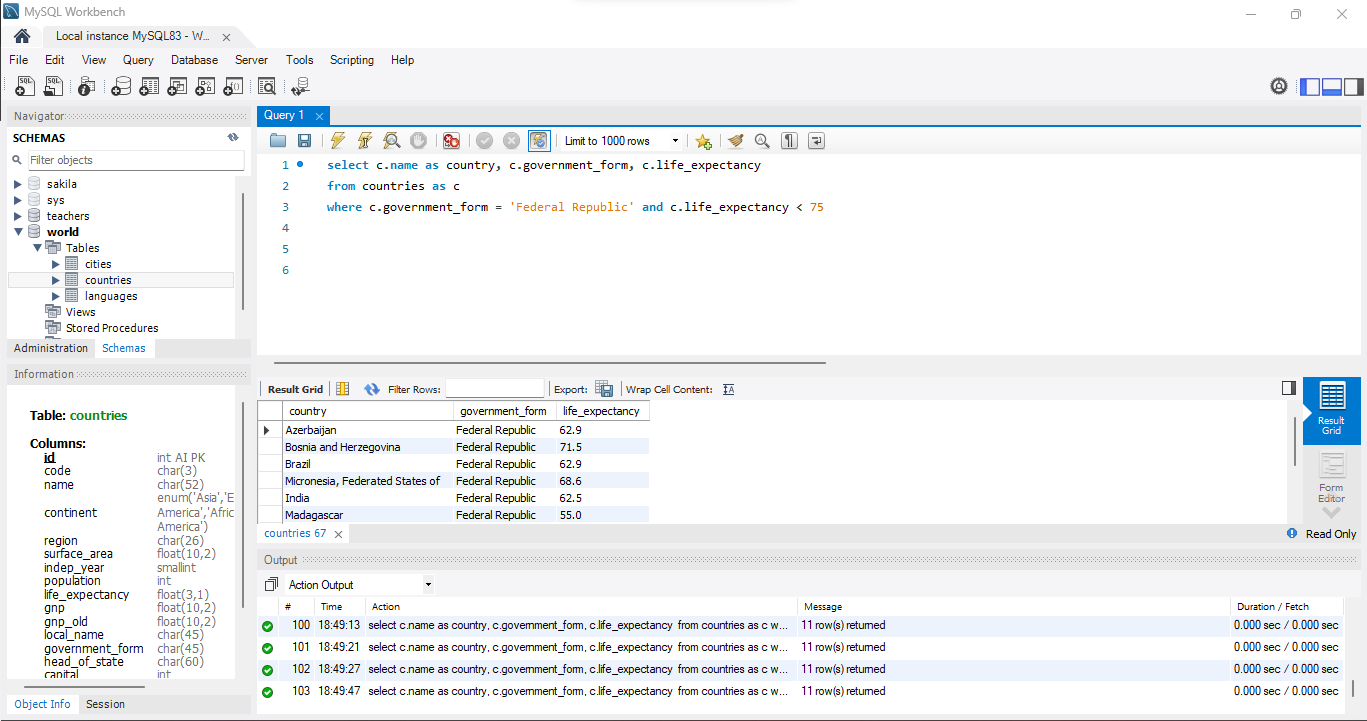 MySQL Workbench
Local instance MySQL83 - W...
File Edit View Query Database Server Tools Scripting Help
Navigator
SCHEMAS
Filter objects
sakila
sys
teachers
world
Tables
cities
countries
languages
Views
Stored Procedures
Administration Schemas
Information
Table: countries
Columns:
id int AI PK
code char(3)
name char(52)
enum('Asia','E
continent America','Afric
America')
region char(26)
surface_area float(10,2)
indep_year smallint
population int
life_expectancy float(3,1)
gnp float(10,2)
gnp_old float(10,2)
local_name char(45)
government_form char(45)
head_of_state char(60)
capital int
Object Info Session
Query 1
Limit to 1000 rows
1 select c.name as country, c.government_form, c.life_expectancy
2 from countries as c
3 where c.government_form = 'Federal Republic' and c.life_expectancy < 75
4
5
6
Result Grid Filter Rows: Export: Wrap Cell Content:
country government_form life_expectancy
Azerbaijan Federal Republic 62.9
Bosnia and Herzegovina Federal Republic 71.5
Brazil Federal Republic 62.9
Micronesia, Federated States of Federal Republic 68.6
India Federal Republic 62.5
Madagascar Federal Republic 55.0
Result
Grid
Form
Editor
countries 67
Read Only
Output
Action Output
# Time Action Message Duration / Fetch
100 18:49:13 select c.name as country, c.government_form, c.life_expectancy from countries as c w... 11 row(s) returned 0.000 sec / 0.000 sec
101 18:49:21 select c.name as country, c.government_form, c.life_expectancy from countries as c w... 11 row(s) returned 0.000 sec / 0.000 sec
102 18:49:27 select c.name as country, c.government_form, c.life_expectancy from countries as c w... 11 row(s) returned 0.000 sec / 0.000 sec
103 18:49:47 select c.name as country, c.government_form, c.life_expectancy from countries as c w... 11 row(s) returned 0.000 sec / 0.000 sec